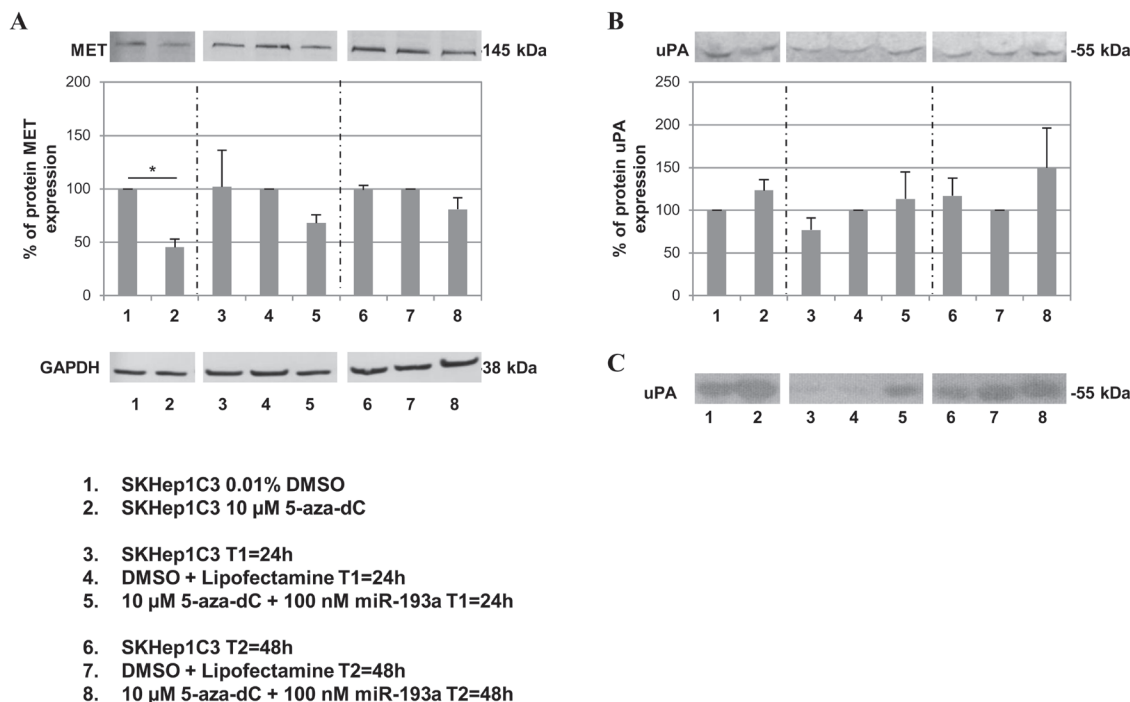 A
MET
-145 kDa
% of protein MET expression
200
150
100
50
0
*
1 2 3 4 5 6 7 8
GAPDH
-38 kDa
1 2 3 4 5 6 7 8
B
uPA
-55 kDa
% of protein uPA expression
250
200
150
100
50
0
1 2 3 4 5 6 7 8
C
uPA
-55 kDa
1 2 3 4 5 6 7 8
1. SKHep1C3 0.01% DMSO
2. SKHep1C3 10 µM 5-aza-dC
3. SKHep1C3 T1=24h
4. DMSO + Lipofectamine T1=24h
5. 10 µM 5-aza-dC + 100 nM miR-193a T1=24h
6. SKHep1C3 T2=48h
7. DMSO + Lipofectamine T2=48h
8. 10 µM 5-aza-dC + 100 nM miR-193a T2=48h